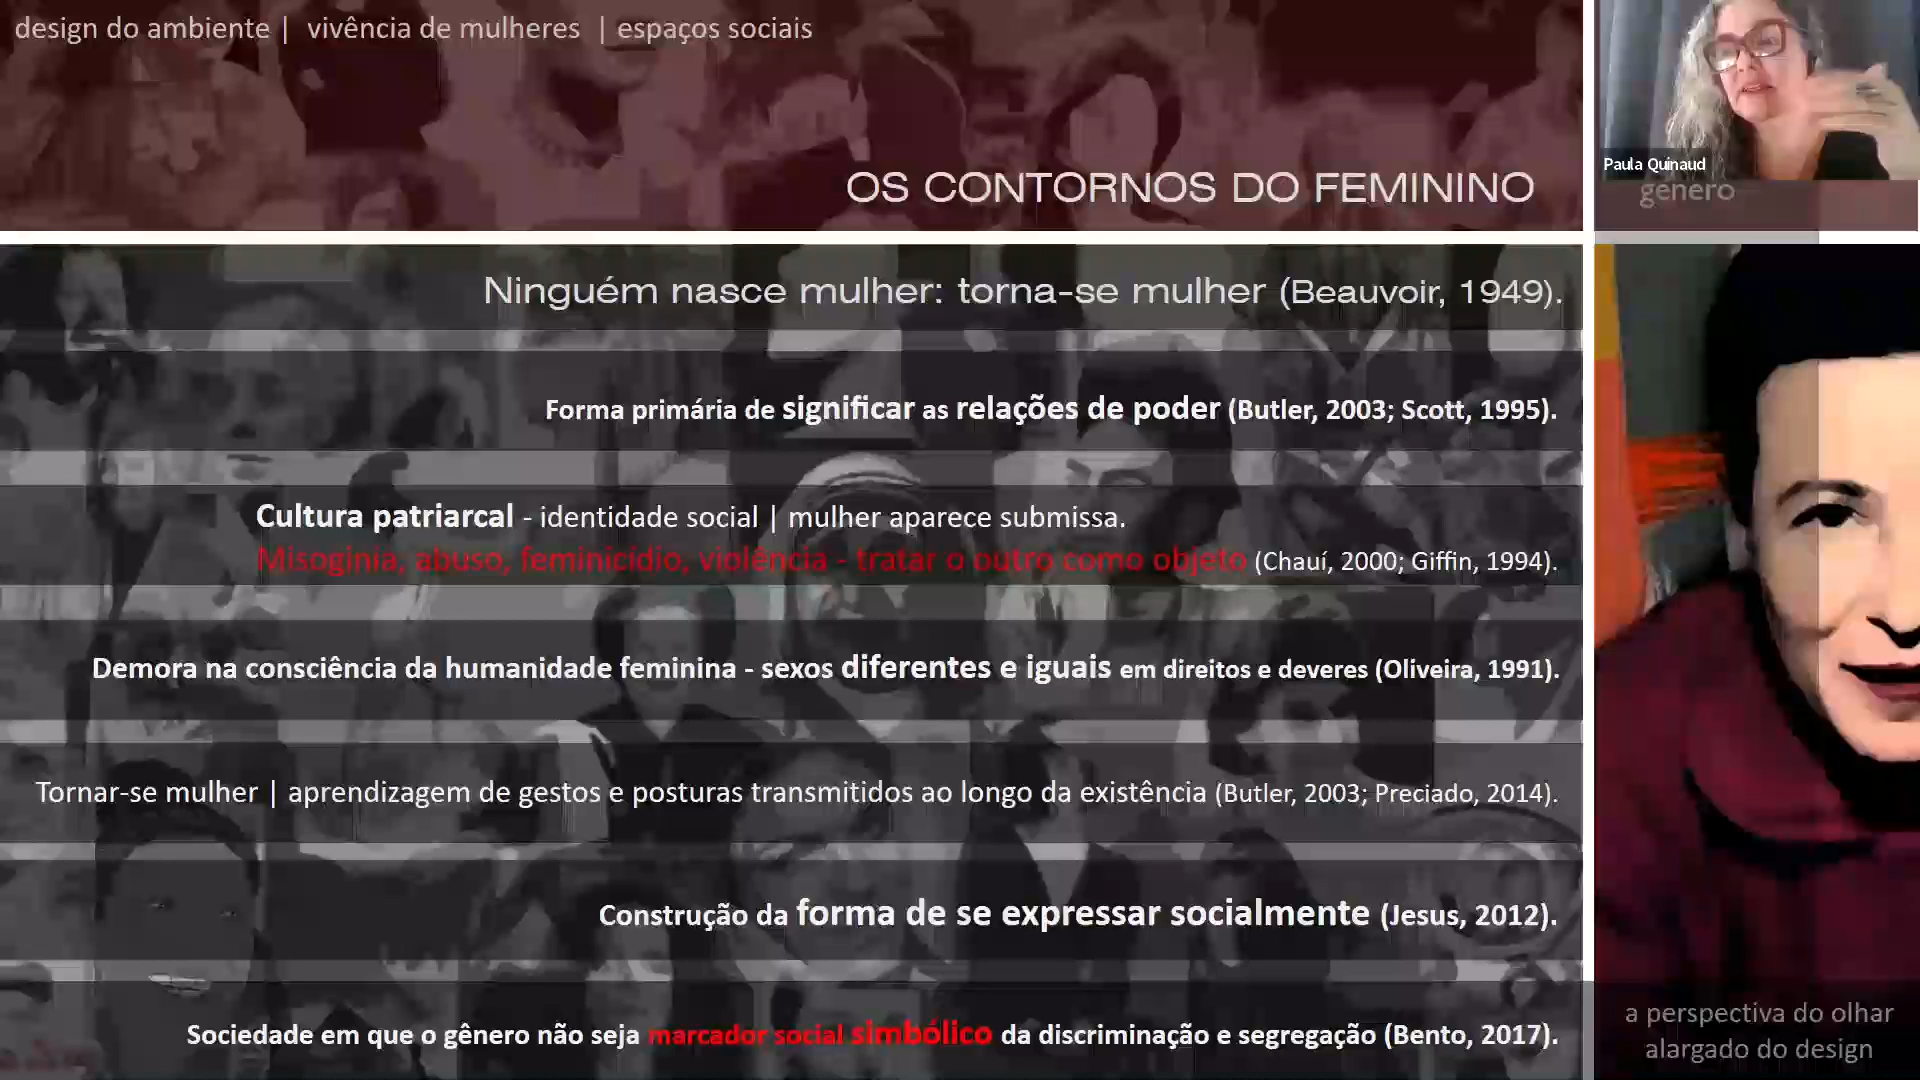 design do ambiente | vivência de mulheres | espaços sociais
OS CONTORNOS DO FEMININO
Paula Quinaud
gênero
Ninguém nasce mulher: torna-se mulher (Beauvoir, 1949).
Forma primária de significar as relações de poder (Butler, 2003; Scott, 1995).
Cultura patriarcal - identidade social | mulher aparece submissa.
Misoginia, abuso, feminicídio, violência - tratar o outro como objeto (Chauí, 2000; Giffin, 1994).
Demora na consciência da humanidade feminina - sexos diferentes e iguais em direitos e deveres (Oliveira, 1991).
Tornar-se mulher | aprendizagem de gestos e posturas transmitidos ao longo da existência (Butler, 2003; Preciado, 2014).
Construção da forma de se expressar socialmente (Jesus, 2012).
Sociedade em que o gênero não seja marcador social simbólico da discriminação e segregação (Bento, 2017).
a perspectiva do olhar
alargado do design